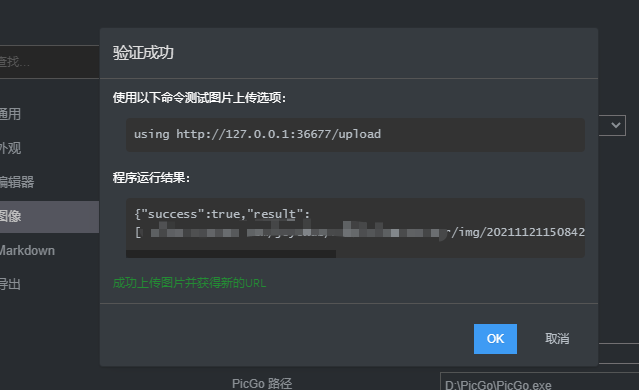 验证成功
查找...
使用以下命令测试图片上传选项：
通用
using http://127.0.0.1:36677/upload
外观
程序运行结果：
编辑器
{"success":true,"result":
图像
[ r/img/20211121150842
Markdown
成功上传图片并获得新的URL
导出
OK 取消
PicGo 路径 D:\PicGo\PicGo.exe